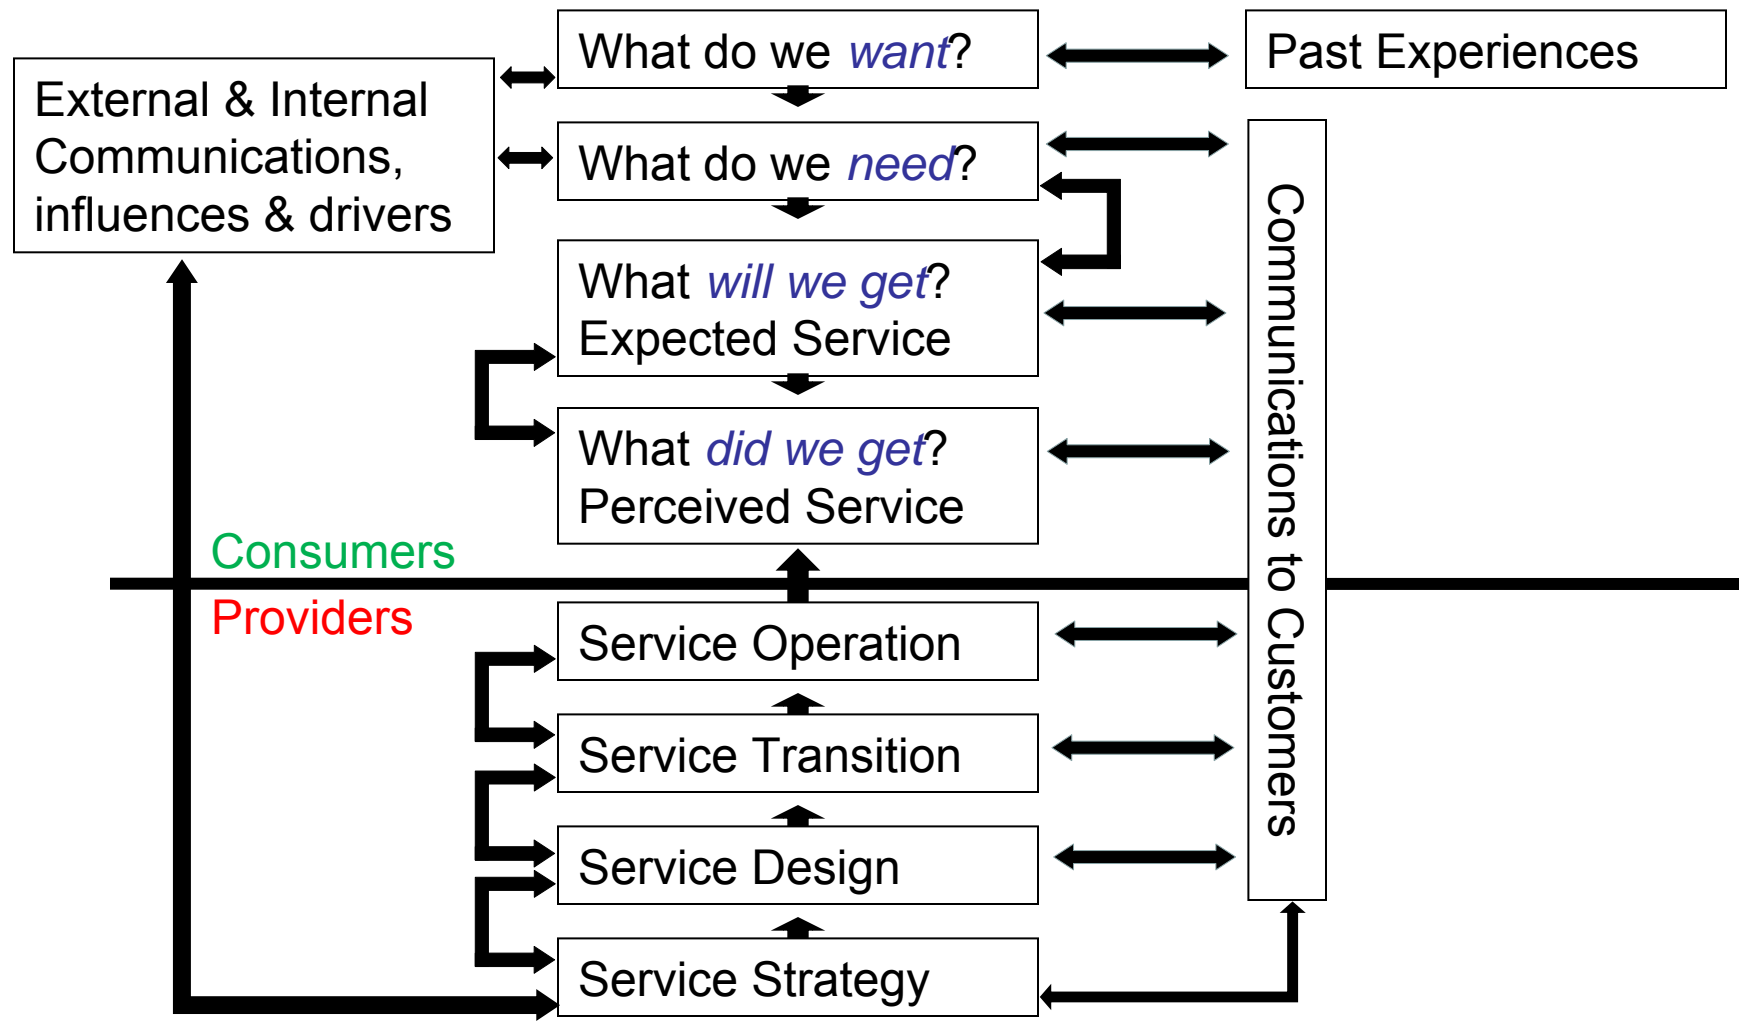 What do we want?
Past Experiences
External & Internal
Communications,
influences & drivers
What do we need?
What will we get?
Expected Service
What did we get?
Perceived Service
Communications to Customers
Consumers
Providers
Service Operation
Service Transition
Service Design
Service Strategy